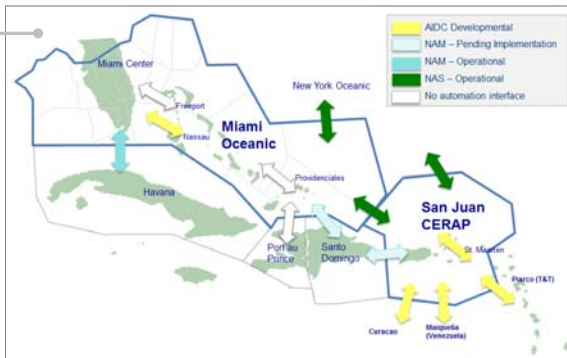 AIDC Developmental
NAM – Pending Implementation
NAM – Operational
NAS – Operational
No automation interface
Miami Center
New York Oceanic
Freeport
Miami
Oceanic
Nassau
Providenciales
Havana
San Juan
CERAP
St. Maarten
Port au
Prince
Santo
Domingo
Piarco (T&T)
Curacao
Maiquetia
(Venezuela)